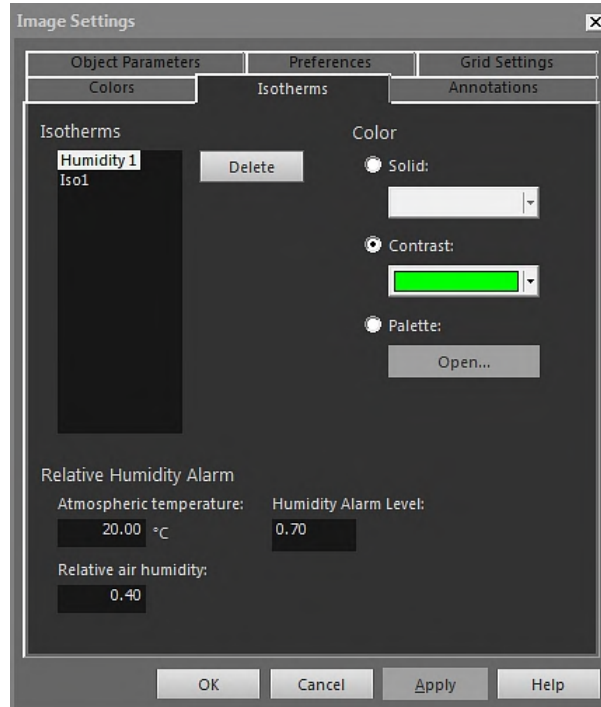 Image Settings
Object Parameters Preferences Grid Settings
Colors Isotherms Annotations
Isotherms
Color
Humidity 1
Iso1
Delete
Solid:
Contrast:
Palette:
Open...
Relative Humidity Alarm
Atmospheric temperature: Humidity Alarm Level:
20.00 °C 0.70
Relative air humidity:
0.40
OK Cancel Apply Help